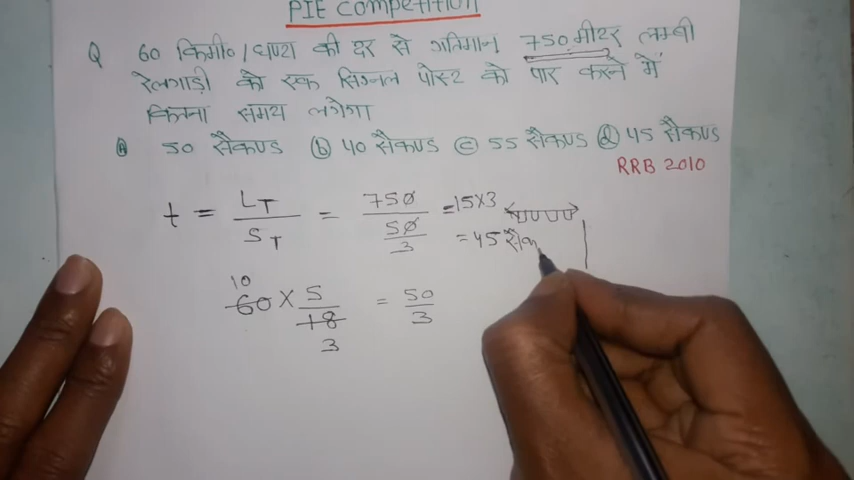 PIE Competition
Q 60 किमी०/घण्टा की दर से गतिमान 750 मीटर लम्बी
रेलगाड़ी को एक सिग्नल पोस्ट को पार करने में
कितना समय लगेगा
ⓐ 50 सैकण्ड ⓑ 40 सैकण्ड ⓒ 55 सैकण्ड ⓓ 45 सैकण्ड
RRB 2010
t = L_T / S_T = 750 / (50/3) = 15×3
= 45 सैक
10
60 × 5/18 = 50/3
3